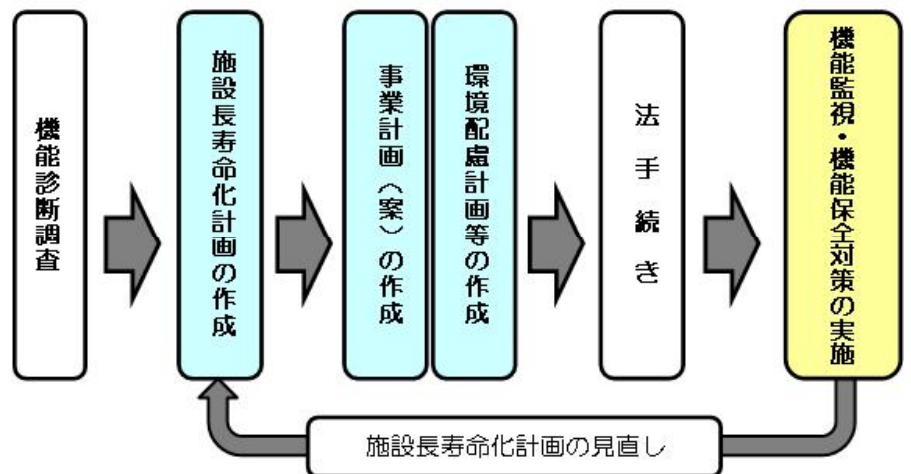 機能診断調査
施設長寿命化計画の作成
事業計画（案）の作成
環境配慮計画等の作成
法手続き
機能監視・機能保全対策の実施
施設長寿命化計画の見直し